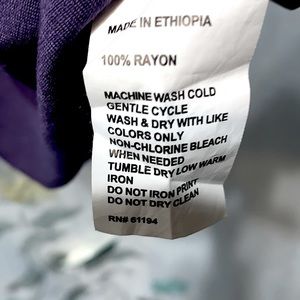 MADE IN ETHIOPIA
100% RAYON
MACHINE WASH COLD
GENTLE CYCLE
WASH & DRY WITH LIKE
COLORS ONLY
NON-CHLORINE BLEACH
WHEN NEEDED
TUMBLE DRY LOW WARM
IRON
DO NOT IRON PRINT
DO NOT DRY CLEAN
RN# 61194